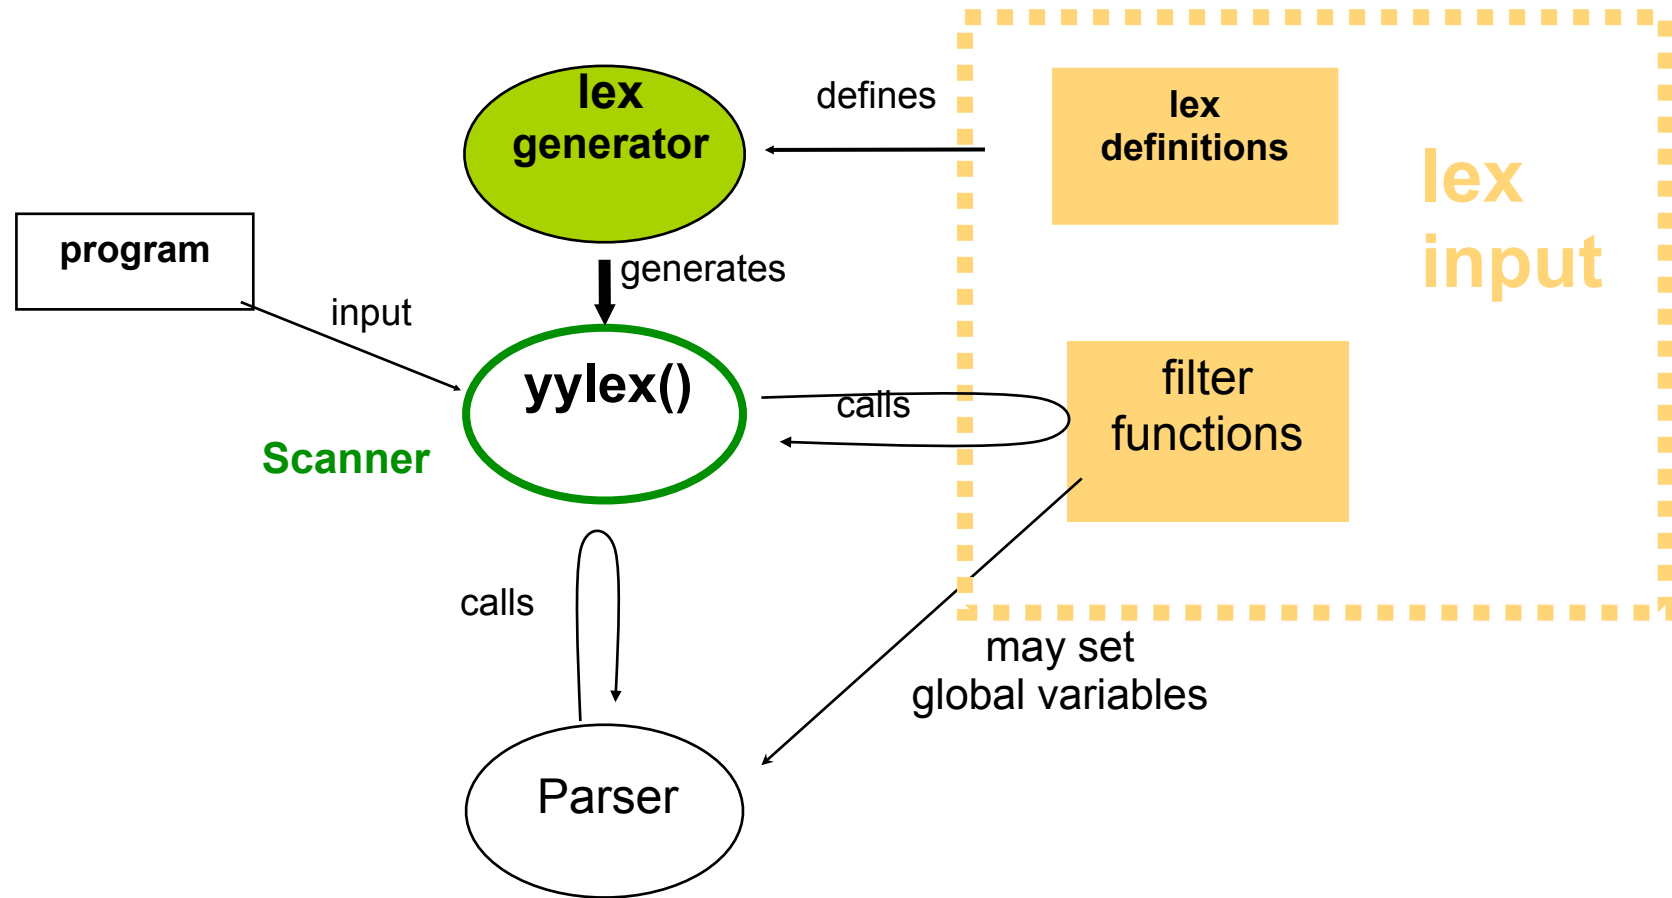 lex
generator
defines
lex
definitions
lex
input
program
generates
input
yylex()
calls
filter
functions
Scanner
calls
may set
global variables
Parser